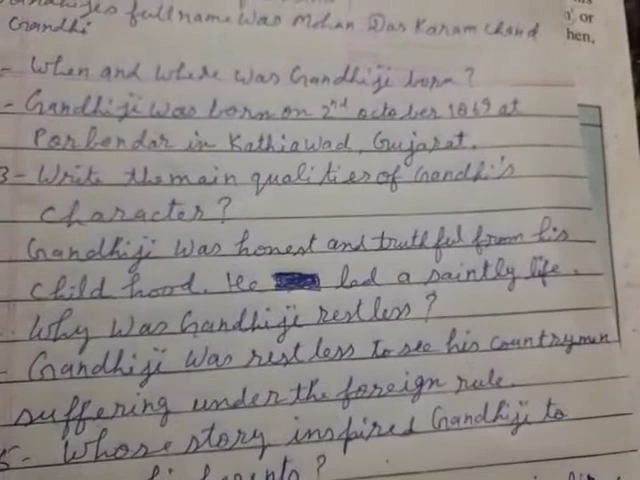 full name was Mohan Das Karam chand
Gandhi
or
hen,
- When and where was Gandhiji born?
- Gandhiji was born on 2nd october 1869 at
Porbondar in Kathiawad, Gujarat.
3- Write the main qualities of Gandhi's
character?
Gandhiji was honest and truthful from his
child hood. He led a saintly life.
Why was Gandhiji restless?
- Gandhiji was restless to see his countrymen
suffering under the foreign rule.
5- Whose story inspired Gandhiji to
?